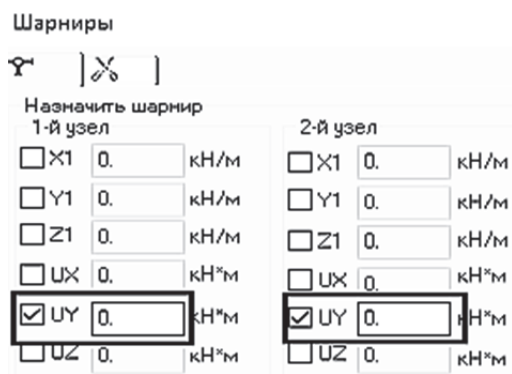 Шарниры
Назначить шарнир
1-й узел
2-й узел
X1 0. кН/м
X1 0. кН/м
Y1 0. кН/м
Y1 0. кН/м
Z1 0. кН/м
Z1 0. кН/м
UX 0. кН*м
UX 0. кН*м
UY 0. кН*м
UY 0. кН*м
UZ 0. кН*м
UZ 0. кН*м